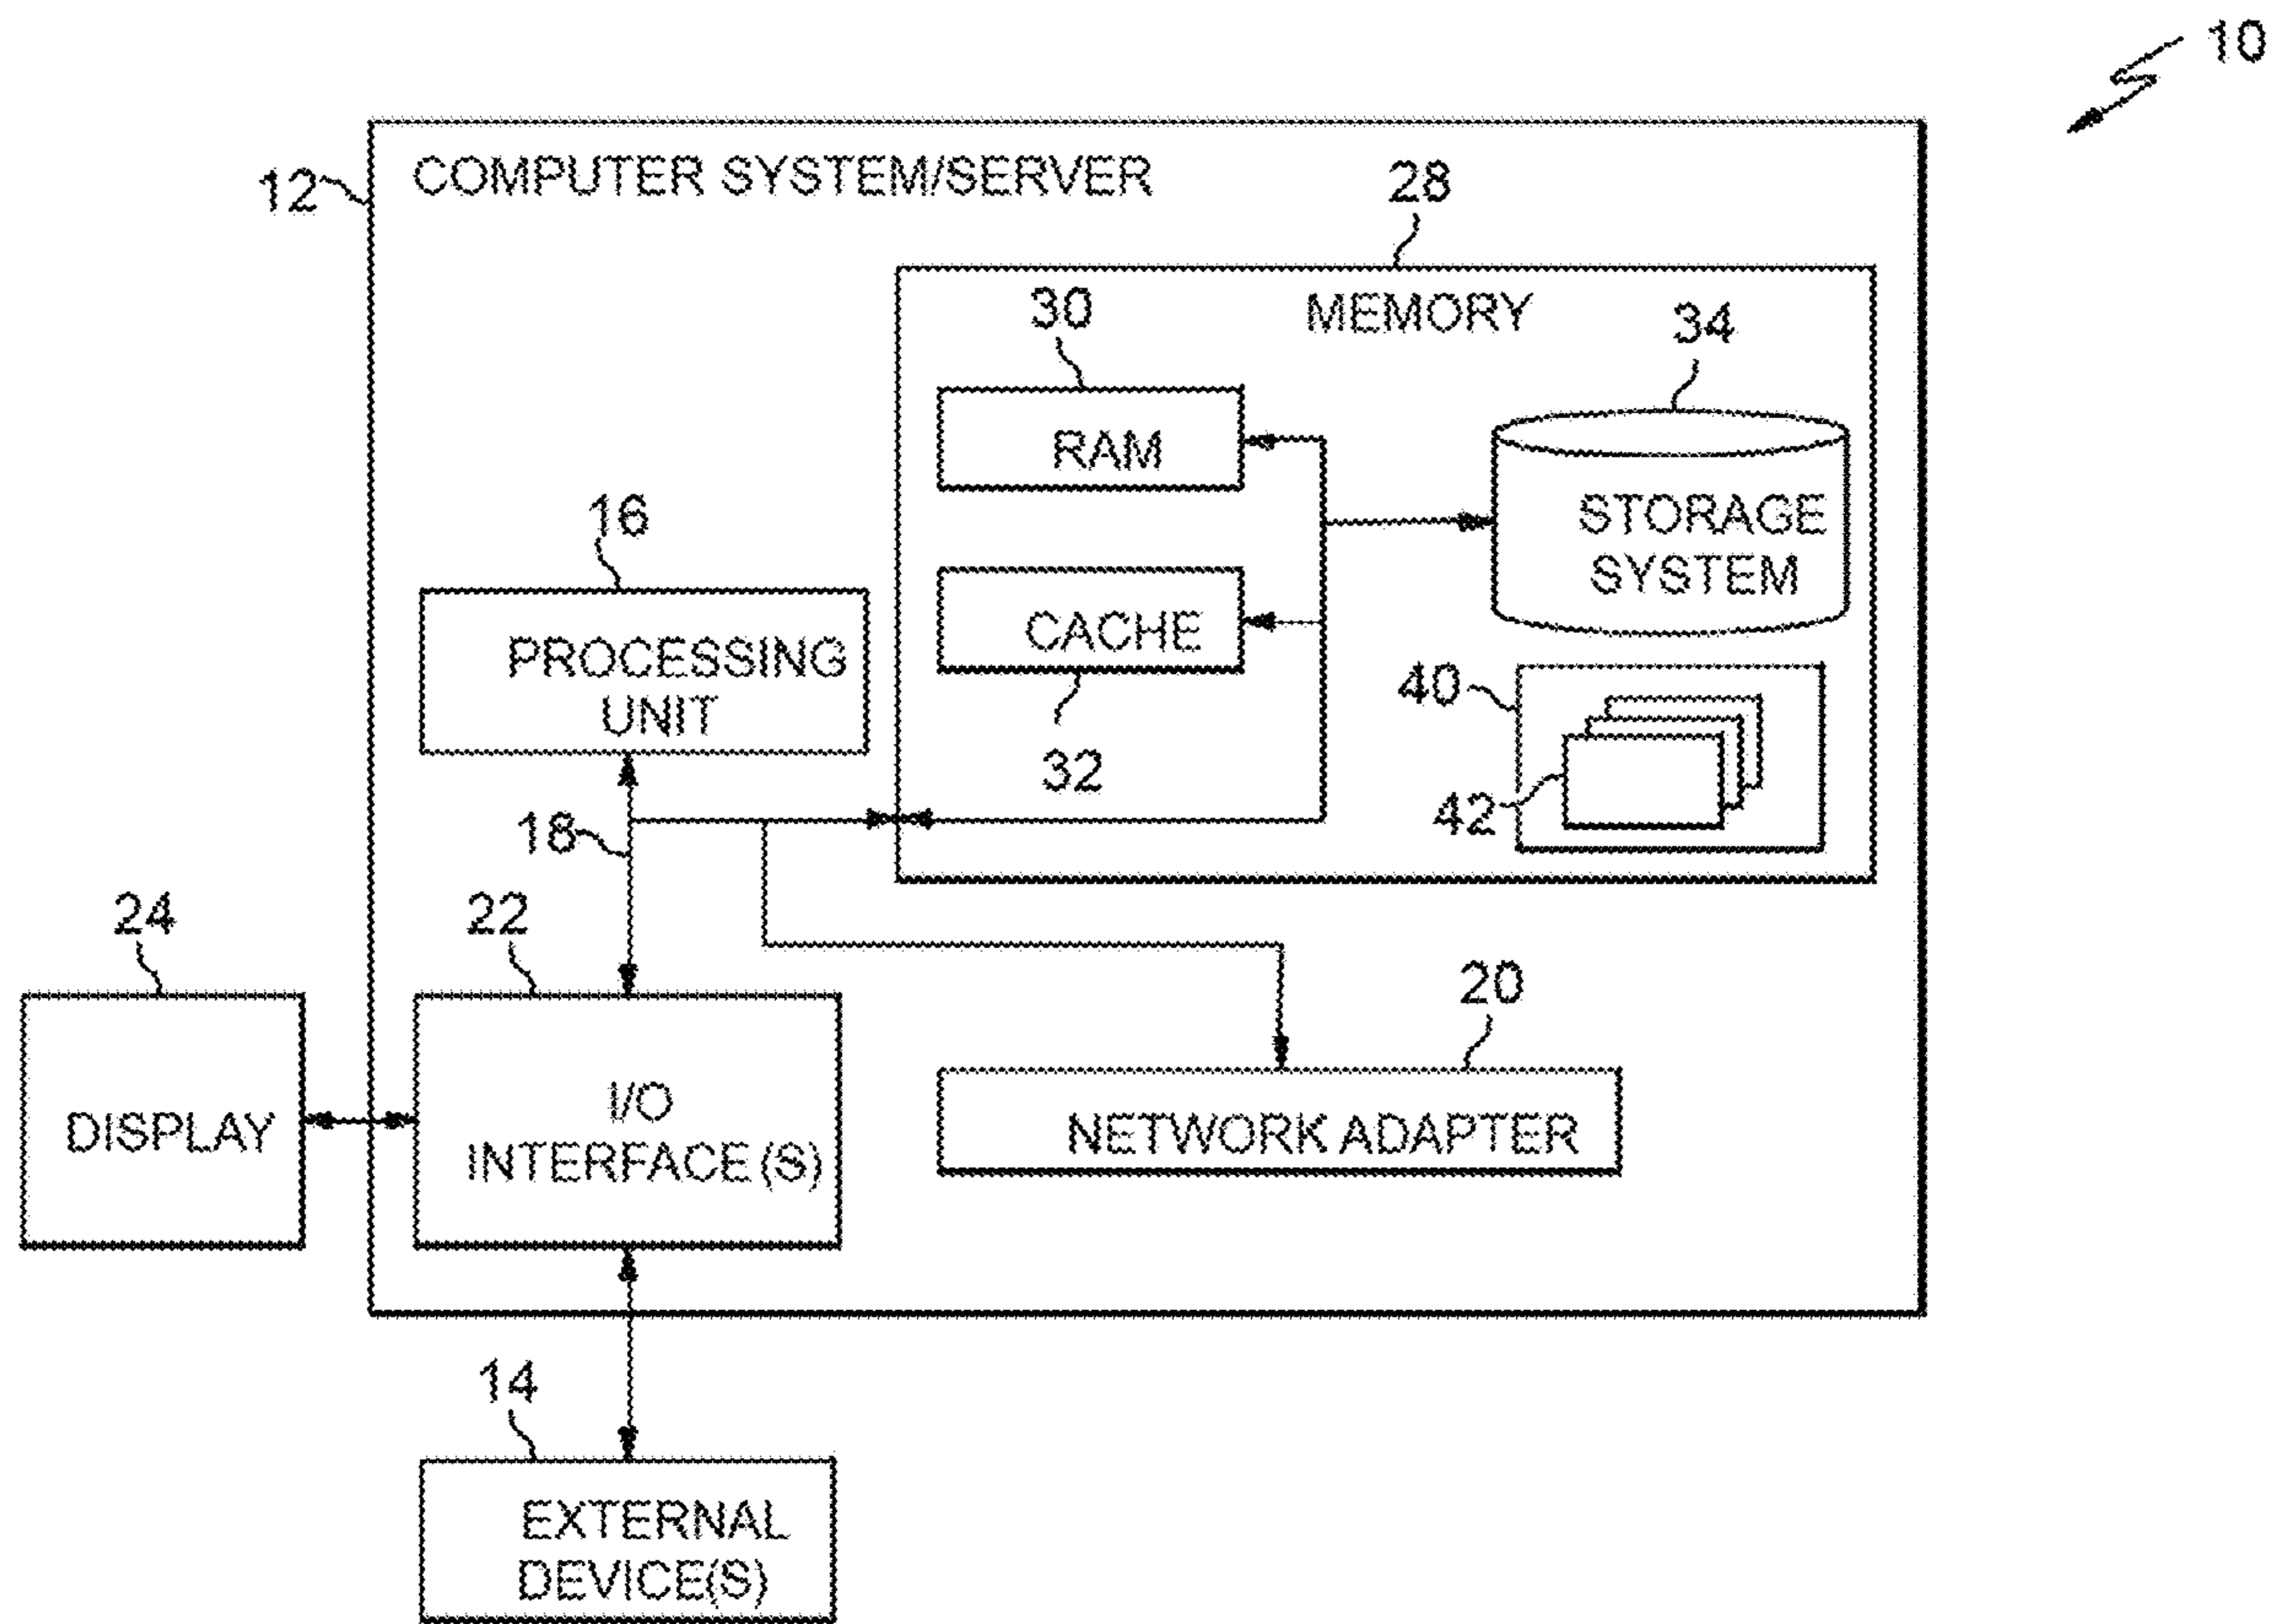 10
12
COMPUTER SYSTEM/SERVER
28
MEMORY
30
34
RAM
STORAGE
SYSTEM
16
CACHE
PROCESSING
UNIT
32
40
42
18
24
22
20
DISPLAY
I/O
INTERFACE(S)
NETWORK ADAPTER
14
EXTERNAL
DEVICE(S)